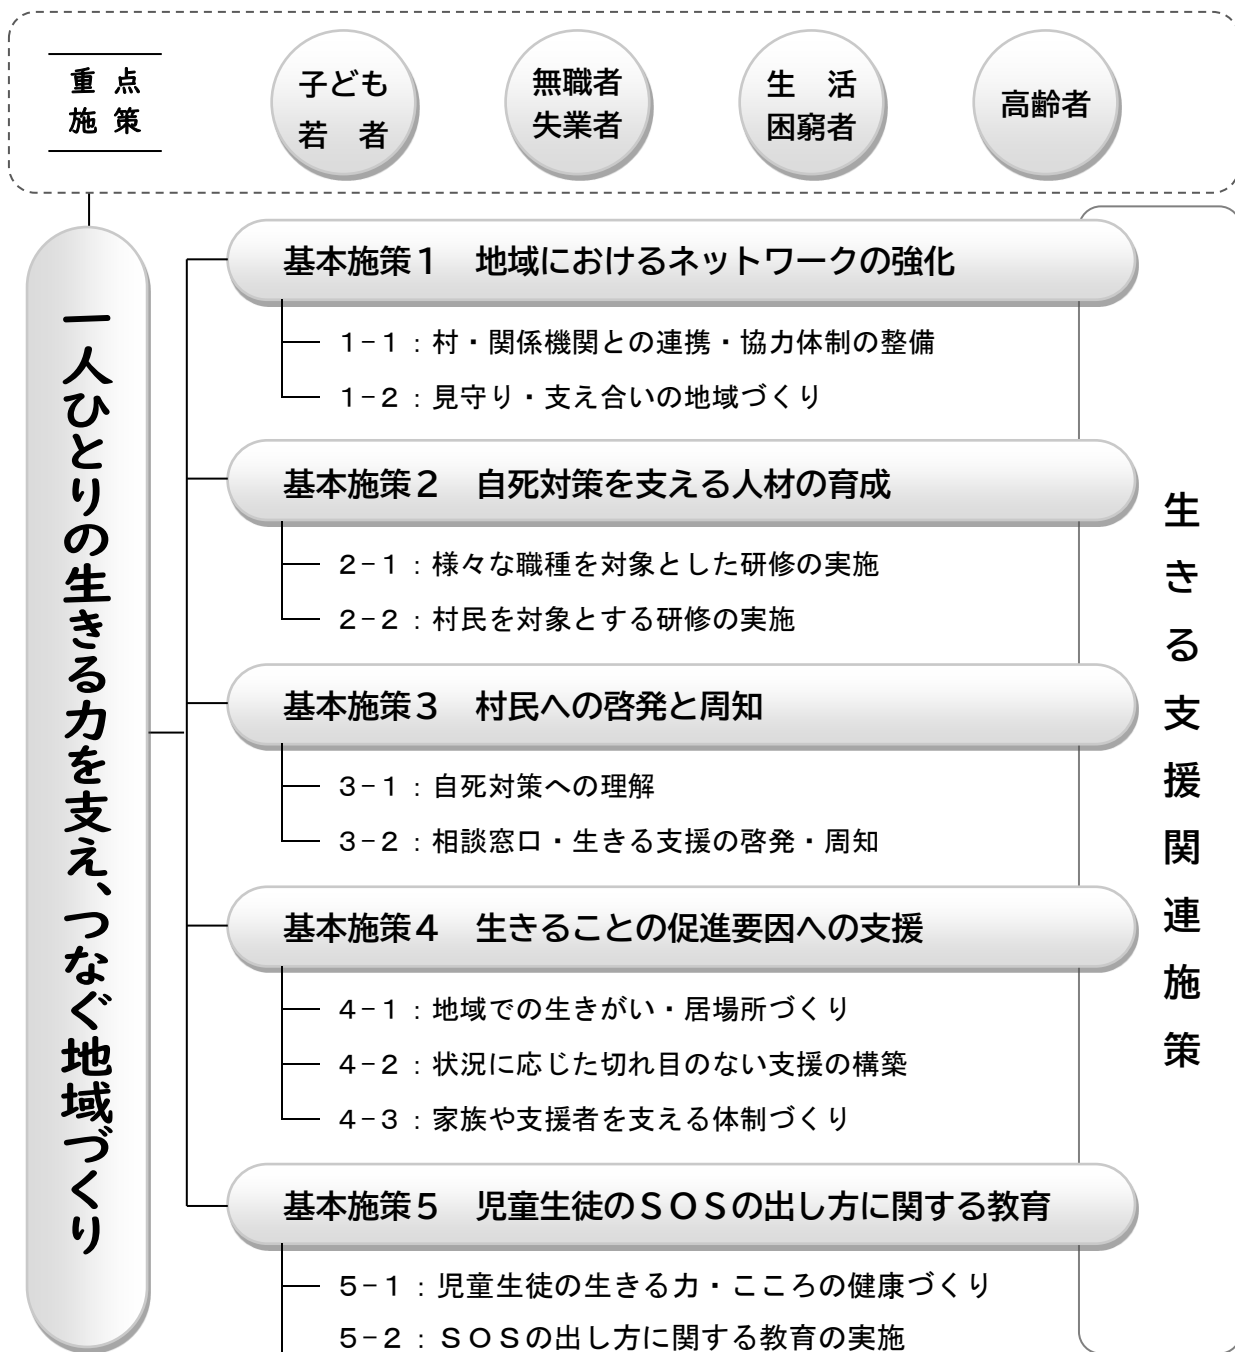 重点
施策
子ども
若　者
無職者
失業者
生　活
困窮者
高齢者
一人ひとりの生きる力を支え、つなぐ地域づくり
基本施策１　地域におけるネットワークの強化
１−１：村・関係機関との連携・協力体制の整備
１−２：見守り・支え合いの地域づくり
基本施策２　自死対策を支える人材の育成
２−１：様々な職種を対象とした研修の実施
２−２：村民を対象とする研修の実施
基本施策３　村民への啓発と周知
３−１：自死対策への理解
３−２：相談窓口・生きる支援の啓発・周知
基本施策４　生きることの促進要因への支援
４−１：地域での生きがい・居場所づくり
４−２：状況に応じた切れ目のない支援の構築
４−３：家族や支援者を支える体制づくり
基本施策５　児童生徒のＳＯＳの出し方に関する教育
５−１：児童生徒の生きる力・こころの健康づくり
５−２：ＳＯＳの出し方に関する教育の実施
生きる支援関連施策